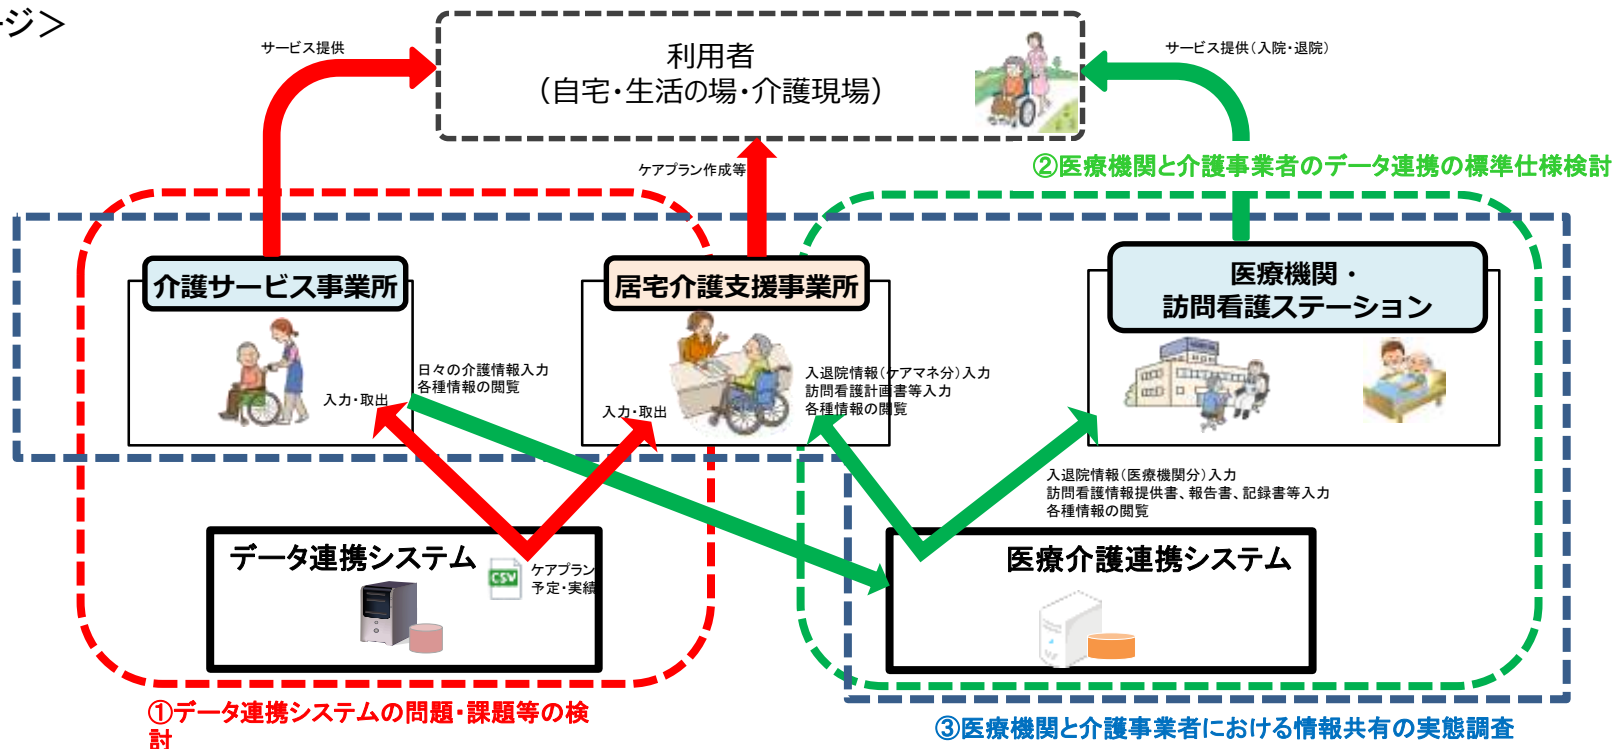 ージ＞
サービス提供
利用者
（自宅・生活の場・介護現場）
サービス提供（入院・退院）
ケアプラン作成等
②医療機関と介護事業者のデータ連携の標準仕様検討
介護サービス事業所
居宅介護支援事業所
医療機関・
訪問看護ステーション
日々の介護情報入力
各種情報の閲覧
入力・取出
入力・取出
入退院情報（ケアマネ分）入力
訪問看護計画書等入力
各種情報の閲覧
入退院情報（医療機関分）入力
訪問看護情報提供書、報告書、記録書等入力
各種情報の閲覧
データ連携システム
CSV
ケアプラン
予定・実績
医療介護連携システム
①データ連携システムの問題・課題等の検
討
③医療機関と介護事業者における情報共有の実態調査